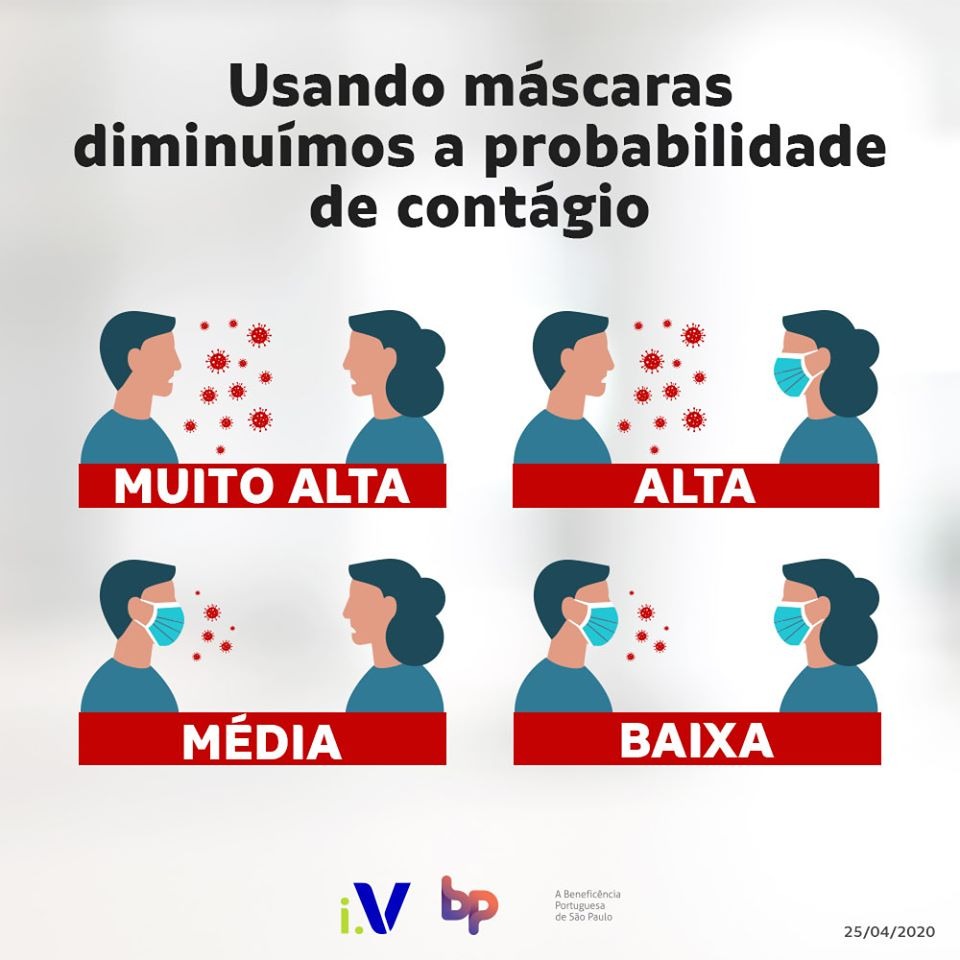 Usando máscaras
diminuímos a probabilidade
de contágio
MUITO ALTA
ALTA
MÉDIA
BAIXA
i.V
bp
A Beneficência
Portuguesa
de São Paulo
25/04/2020